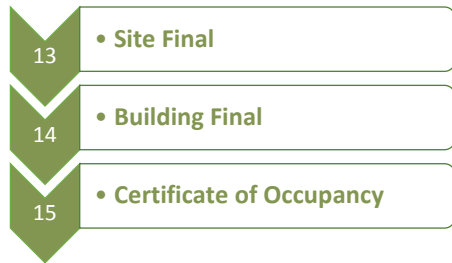 13 • Site Final
14 • Building Final
15 • Certificate of Occupancy